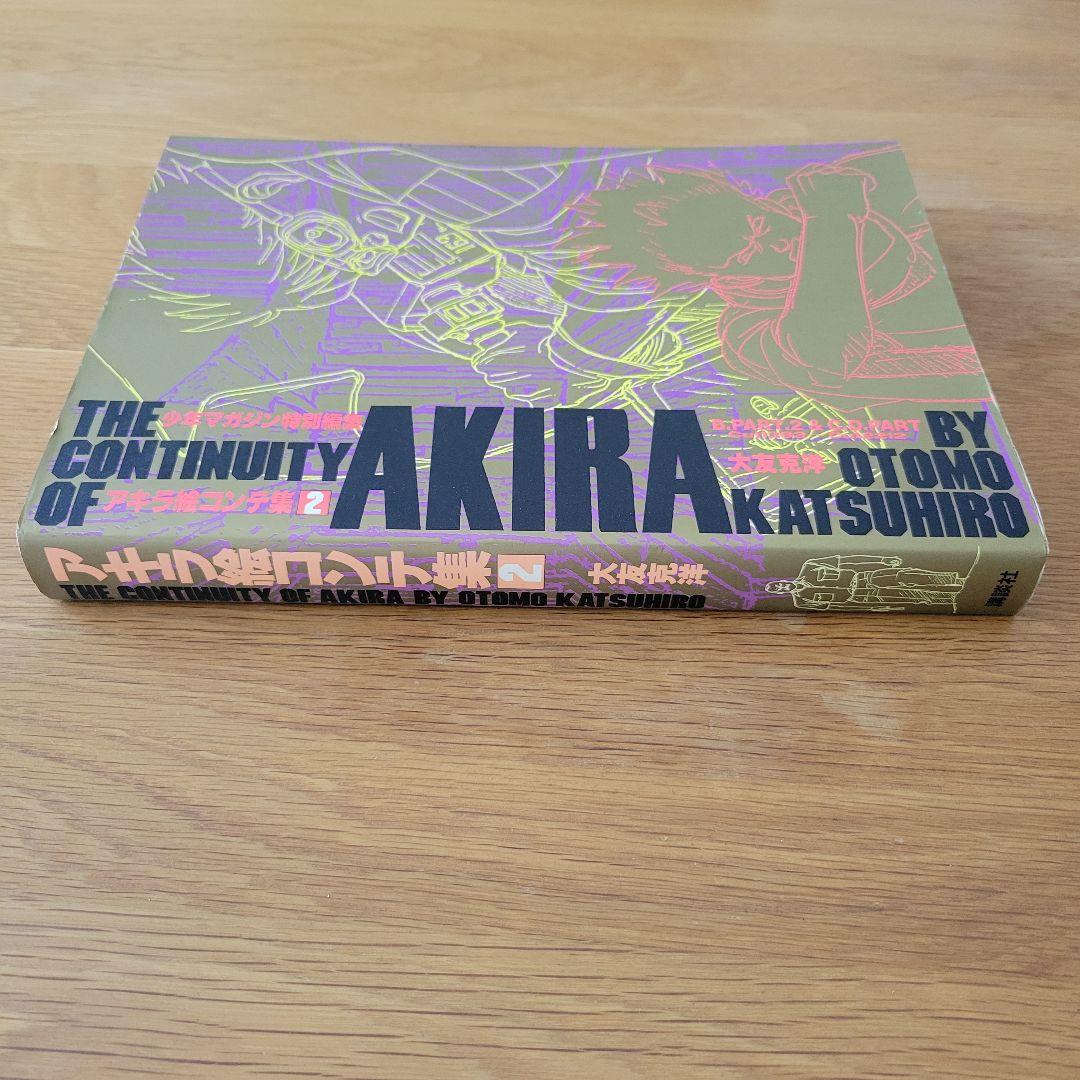 THE
少年マガジン特別編集
CONTINUITY
OF
アキラ絵コンテ集 2
AKIRA
B.PART.2 & C.D.PART
大友克洋
BY
OTOMO
KATSUHIRO
アキラ絵コンテ集 2 大友克洋
THE CONTINUITY OF AKIRA BY OTOMO KATSUHIRO
講談社